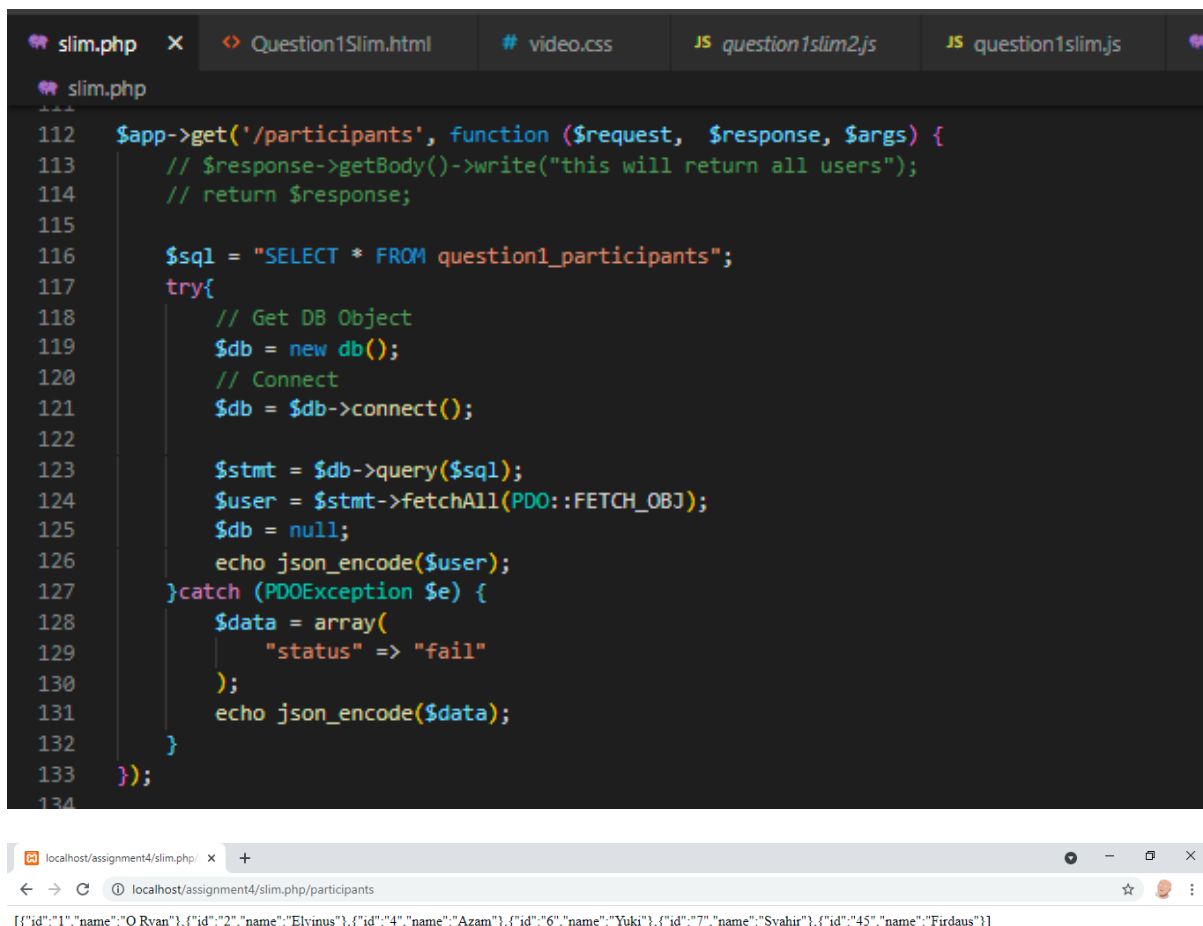 slim.php × <> Question1Slim.html # video.css JS question1slim2.js JS question1slim.js
slim.php
111
112 $app->get('/participants', function ($request,  $response, $args) {
113 // $response->getBody()->write("this will return all users");
114 // return $response;
115
116 $sql = "SELECT * FROM question1_participants";
117 try{
118 // Get DB Object
119 $db = new db();
120 // Connect
121 $db = $db->connect();
122
123 $stmt = $db->query($sql);
124 $user = $stmt->fetchAll(PDO::FETCH_OBJ);
125 $db = null;
126 echo json_encode($user);
127 }catch (PDOException $e) {
128 $data = array(
129 "status" => "fail"
130 );
131 echo json_encode($data);
132 }
133 });
134
localhost/assignment4/slim.php/ × +
localhost/assignment4/slim.php/participants
[{"id":"1","name":"O Ryan"},{"id":"2","name":"Elvinus"},{"id":"4","name":"Azam"},{"id":"6","name":"Yuki"},{"id":"7","name":"Syahir"},{"id":"45","name":"Firdaus"}]